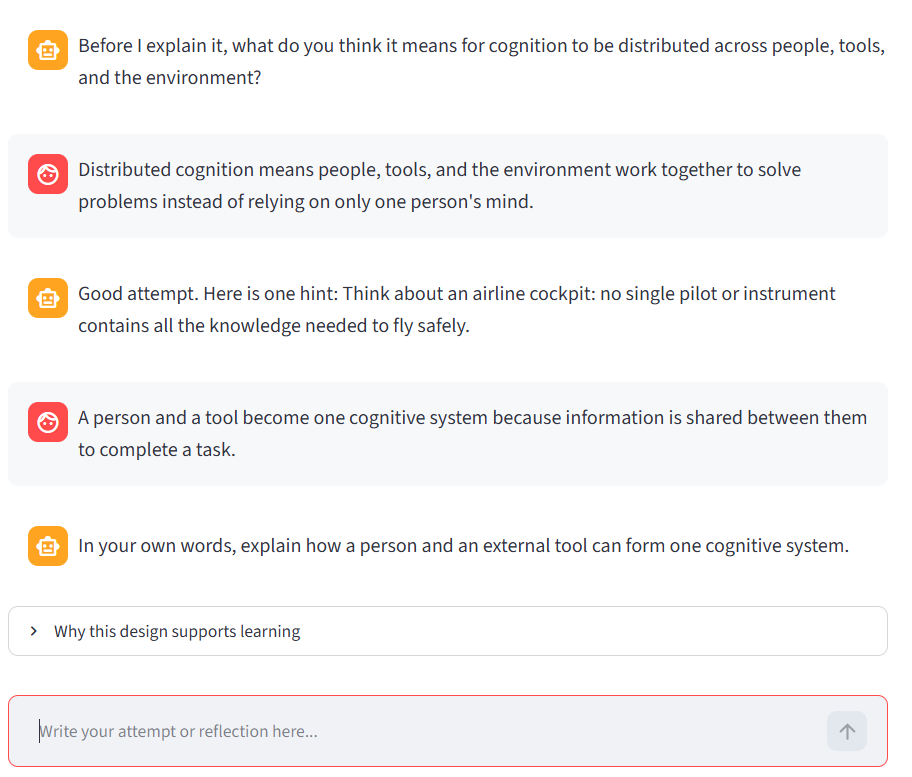 Before I explain it, what do you think it means for cognition to be distributed across people, tools,
and the environment?
Distributed cognition means people, tools, and the environment work together to solve
problems instead of relying on only one person's mind.
Good attempt. Here is one hint: Think about an airline cockpit: no single pilot or instrument
contains all the knowledge needed to fly safely.
A person and a tool become one cognitive system because information is shared between them
to complete a task.
In your own words, explain how a person and an external tool can form one cognitive system.
Why this design supports learning
Write your attempt or reflection here...